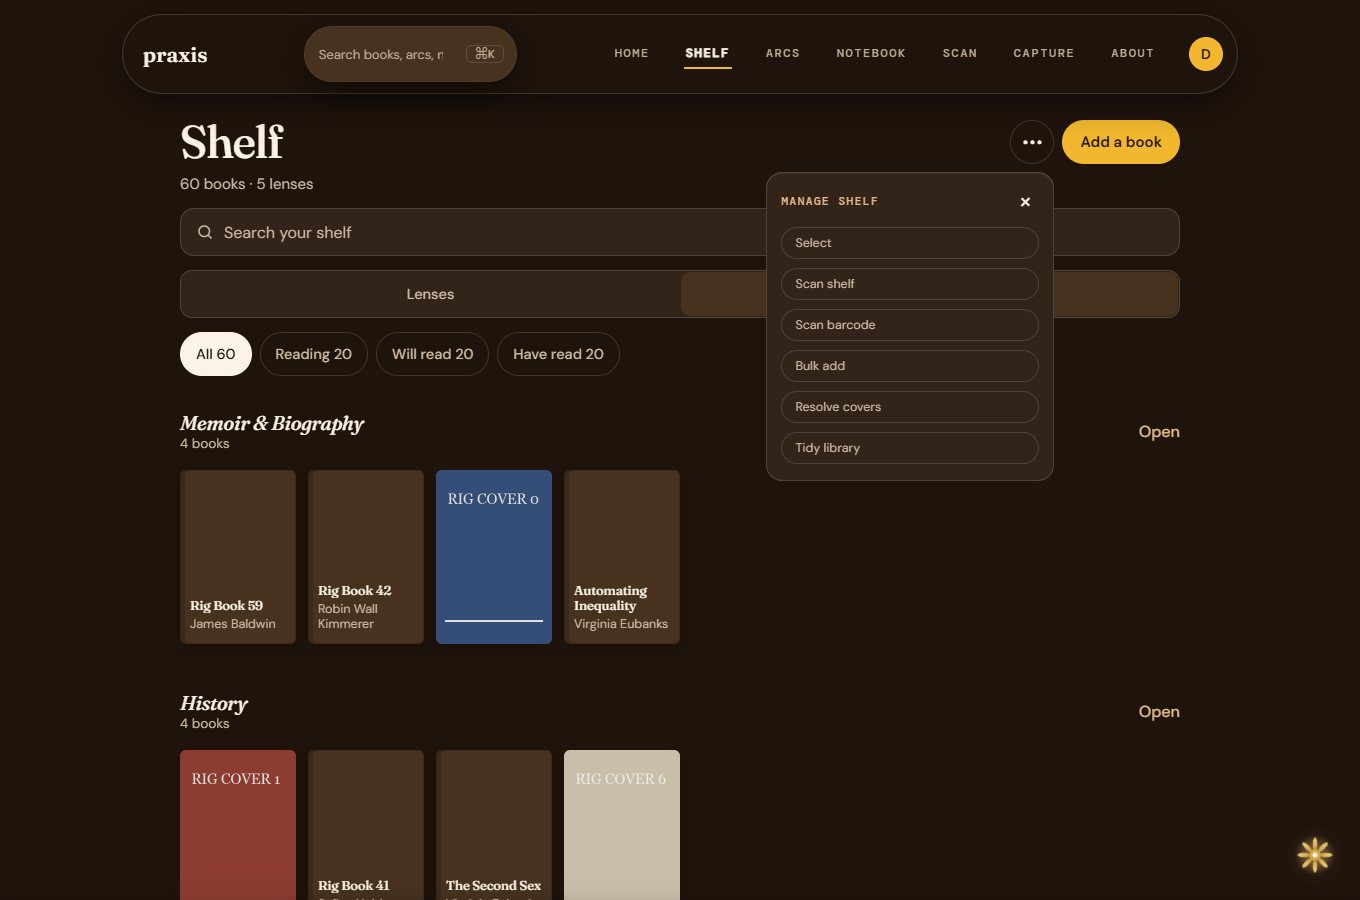 praxis
Search books, arcs, n
⌘K
HOME
SHELF
ARCS
NOTEBOOK
SCAN
CAPTURE
ABOUT
D
Shelf
Add a book
60 books · 5 lenses
MANAGE SHELF
Search your shelf
Select
Scan shelf
Scan barcode
Bulk add
Resolve covers
Tidy library
Lenses
All 60
Reading 20
Will read 20
Have read 20
Memoir & Biography
4 books
Open
Rig Book 59
James Baldwin
Rig Book 42
Robin Wall
Kimmerer
RIG COVER 0
Automating
Inequality
Virginia Eubanks
History
4 books
Open
RIG COVER 1
Rig Book 41
The Second Sex
RIG COVER 6